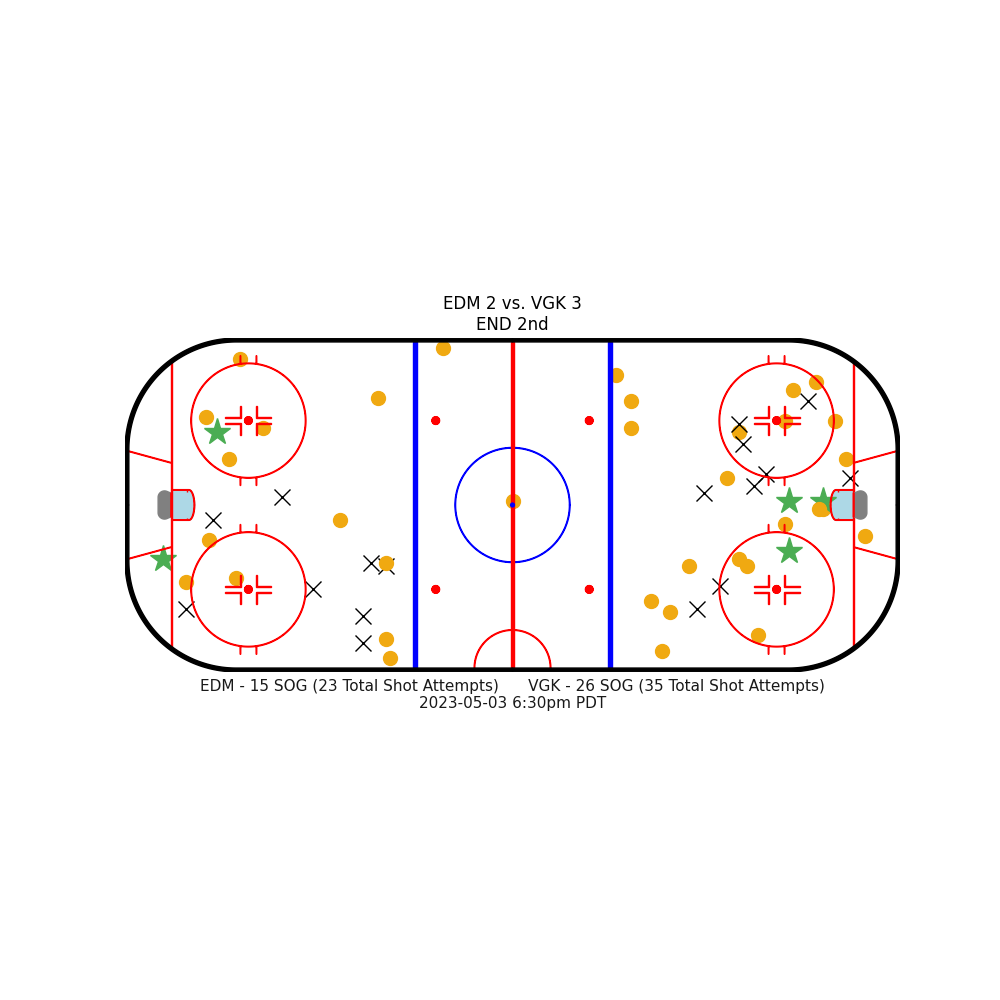 EDM 2 vs. VGK 3
END 2nd
EDM - 15 SOG (23 Total Shot Attempts) VGK - 26 SOG (35 Total Shot Attempts)
2023-05-03 6:30pm PDT